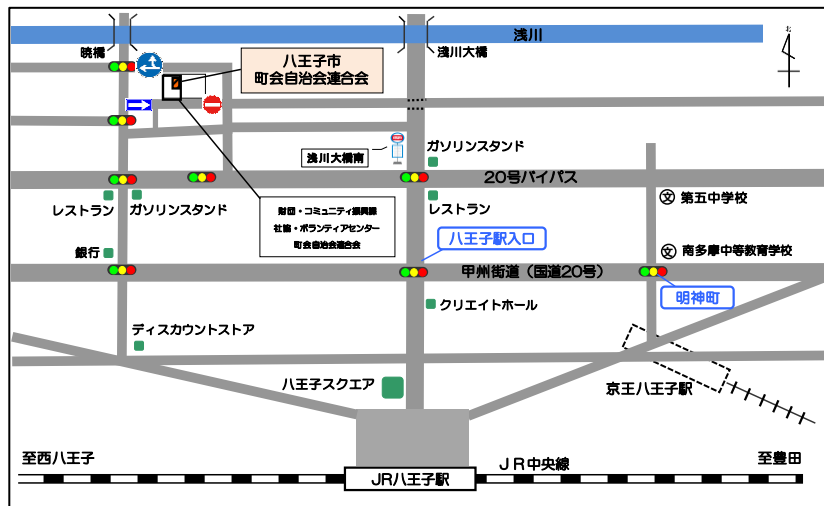 浅川
北
暁橋
浅川大橋
八王子市
町会自治会連合会
浅川大橋南
ガソリンスタンド
20号バイパス
レストラン
ガソリンスタンド
レストラン
文
第五中学校
財団・コミュニティ振興課
社協・ボランティアセンター
町会自治会連合会
八王子駅入口
銀行
文
南多摩中等教育学校
甲州街道（国道20号）
明神町
クリエイトホール
ディスカウントストア
八王子スクエア
京王八王子駅
至西八王子
JR中央線
至豊田
JR八王子駅